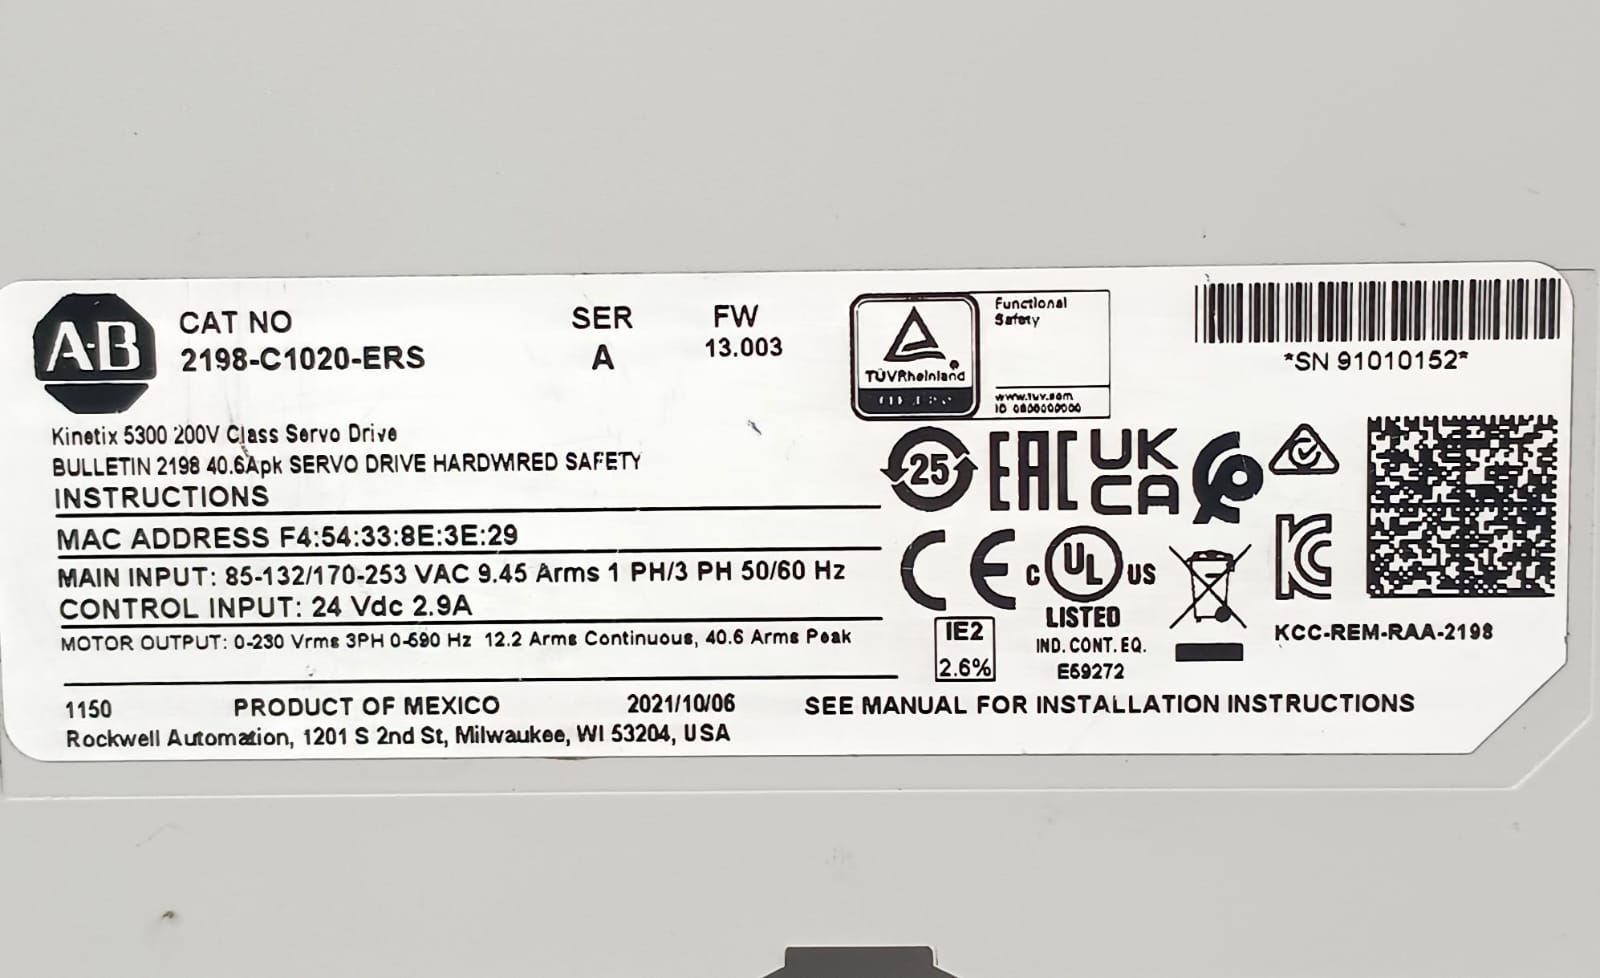 A-B
CAT NO
2198-C1020-ERS
SER
A
FW
13.003
TÜVRheinland
Functional
Safety
www.tuv.com
*SN 91010152*
Kinetix 5300 200V Class Servo Drive
BULLETIN 2198 40.6Apk SERVO DRIVE HARDWIRED SAFETY
INSTRUCTIONS
MAC ADDRESS F4:54:33:8E:3E:29
MAIN INPUT: 85-132/170-253 VAC 9.45 Arms 1 PH/3 PH 50/60 Hz
CONTROL INPUT: 24 Vdc 2.9A
MOTOR OUTPUT: 0-230 Vrms 3PH 0-590 Hz 12.2 Arms Continuous, 40.6 Arms Peak
25
EAC
UK
CA
CE
C UL US
LISTED
IND. CONT. EQ.
E59272
IE2
2.6%
KC
KCC-REM-RAA-2198
1150
PRODUCT OF MEXICO
2021/10/06
SEE MANUAL FOR INSTALLATION INSTRUCTIONS
Rockwell Automation, 1201 S 2nd St, Milwaukee, WI 53204, USA